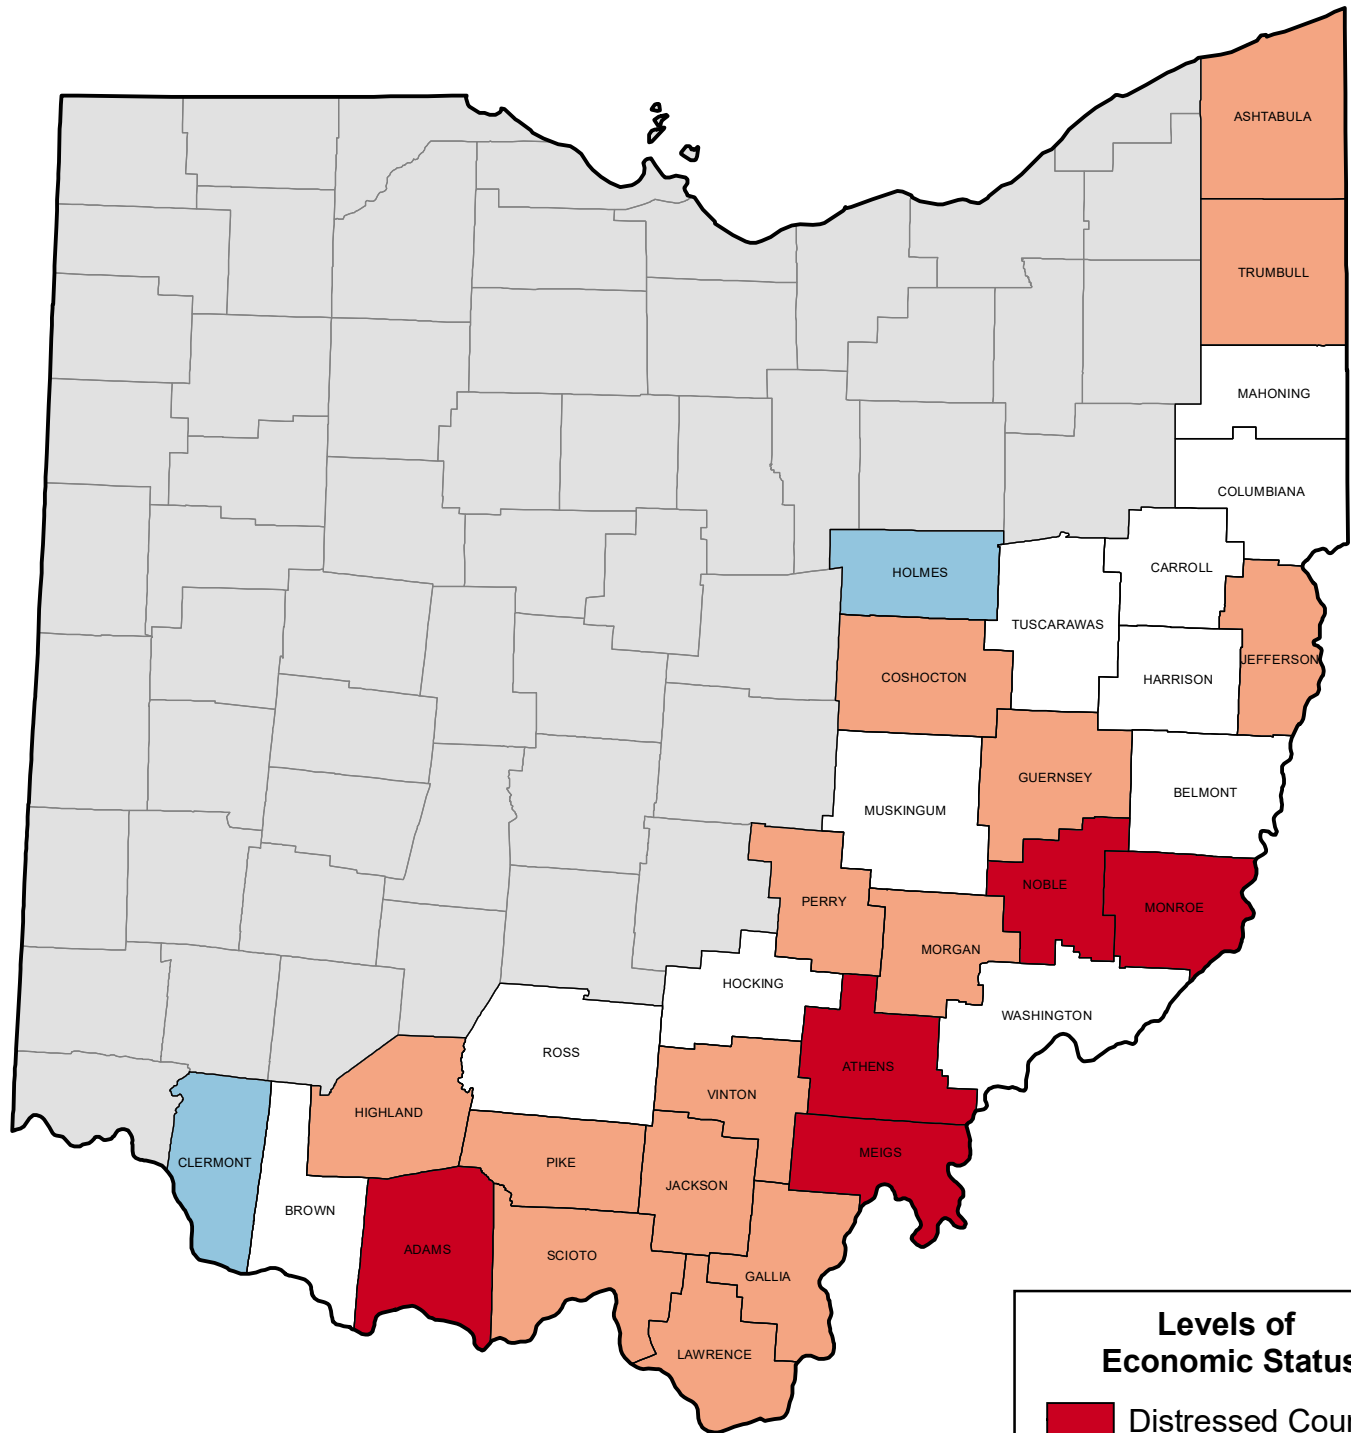 ASHTABULA
TRUMBULL
MAHONING
COLUMBIANA
HOLMES
CARROLL
TUSCARAWAS
JEFFERSON
COSHOCTON
HARRISON
GUERNSEY
BELMONT
MUSKINGUM
NOBLE
PERRY
MONROE
MORGAN
HOCKING
WASHINGTON
ROSS
ATHENS
VINTON
HIGHLAND
MEIGS
CLERMONT
PIKE
JACKSON
BROWN
ADAMS
SCIOTO
GALLIA
LAWRENCE
Levels of
Economic Status
Distressed Coun